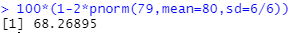 > 100*(1-2*pnorm(79,mean=80,sd=6/6))
[1] 68.26895